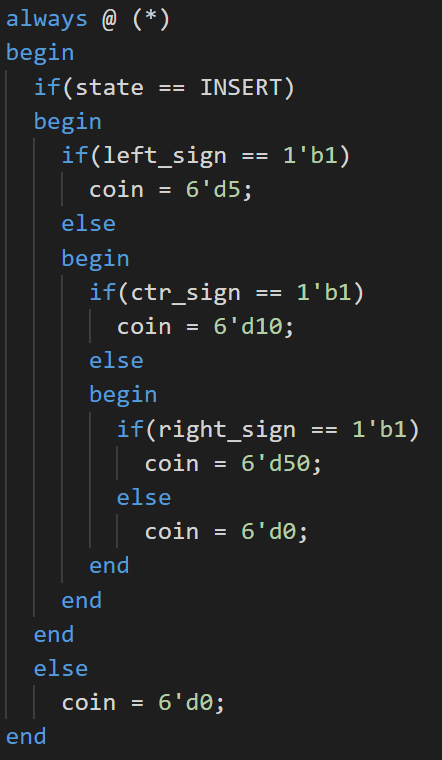 always @ (*)
begin
  if(state == INSERT)
  begin
    if(left_sign == 1'b1)
      coin = 6'd5;
    else
    begin
      if(ctr_sign == 1'b1)
        coin = 6'd10;
      else
      begin
        if(right_sign == 1'b1)
          coin = 6'd50;
        else
          coin = 6'd0;
      end
    end
  end
  else
    coin = 6'd0;
end